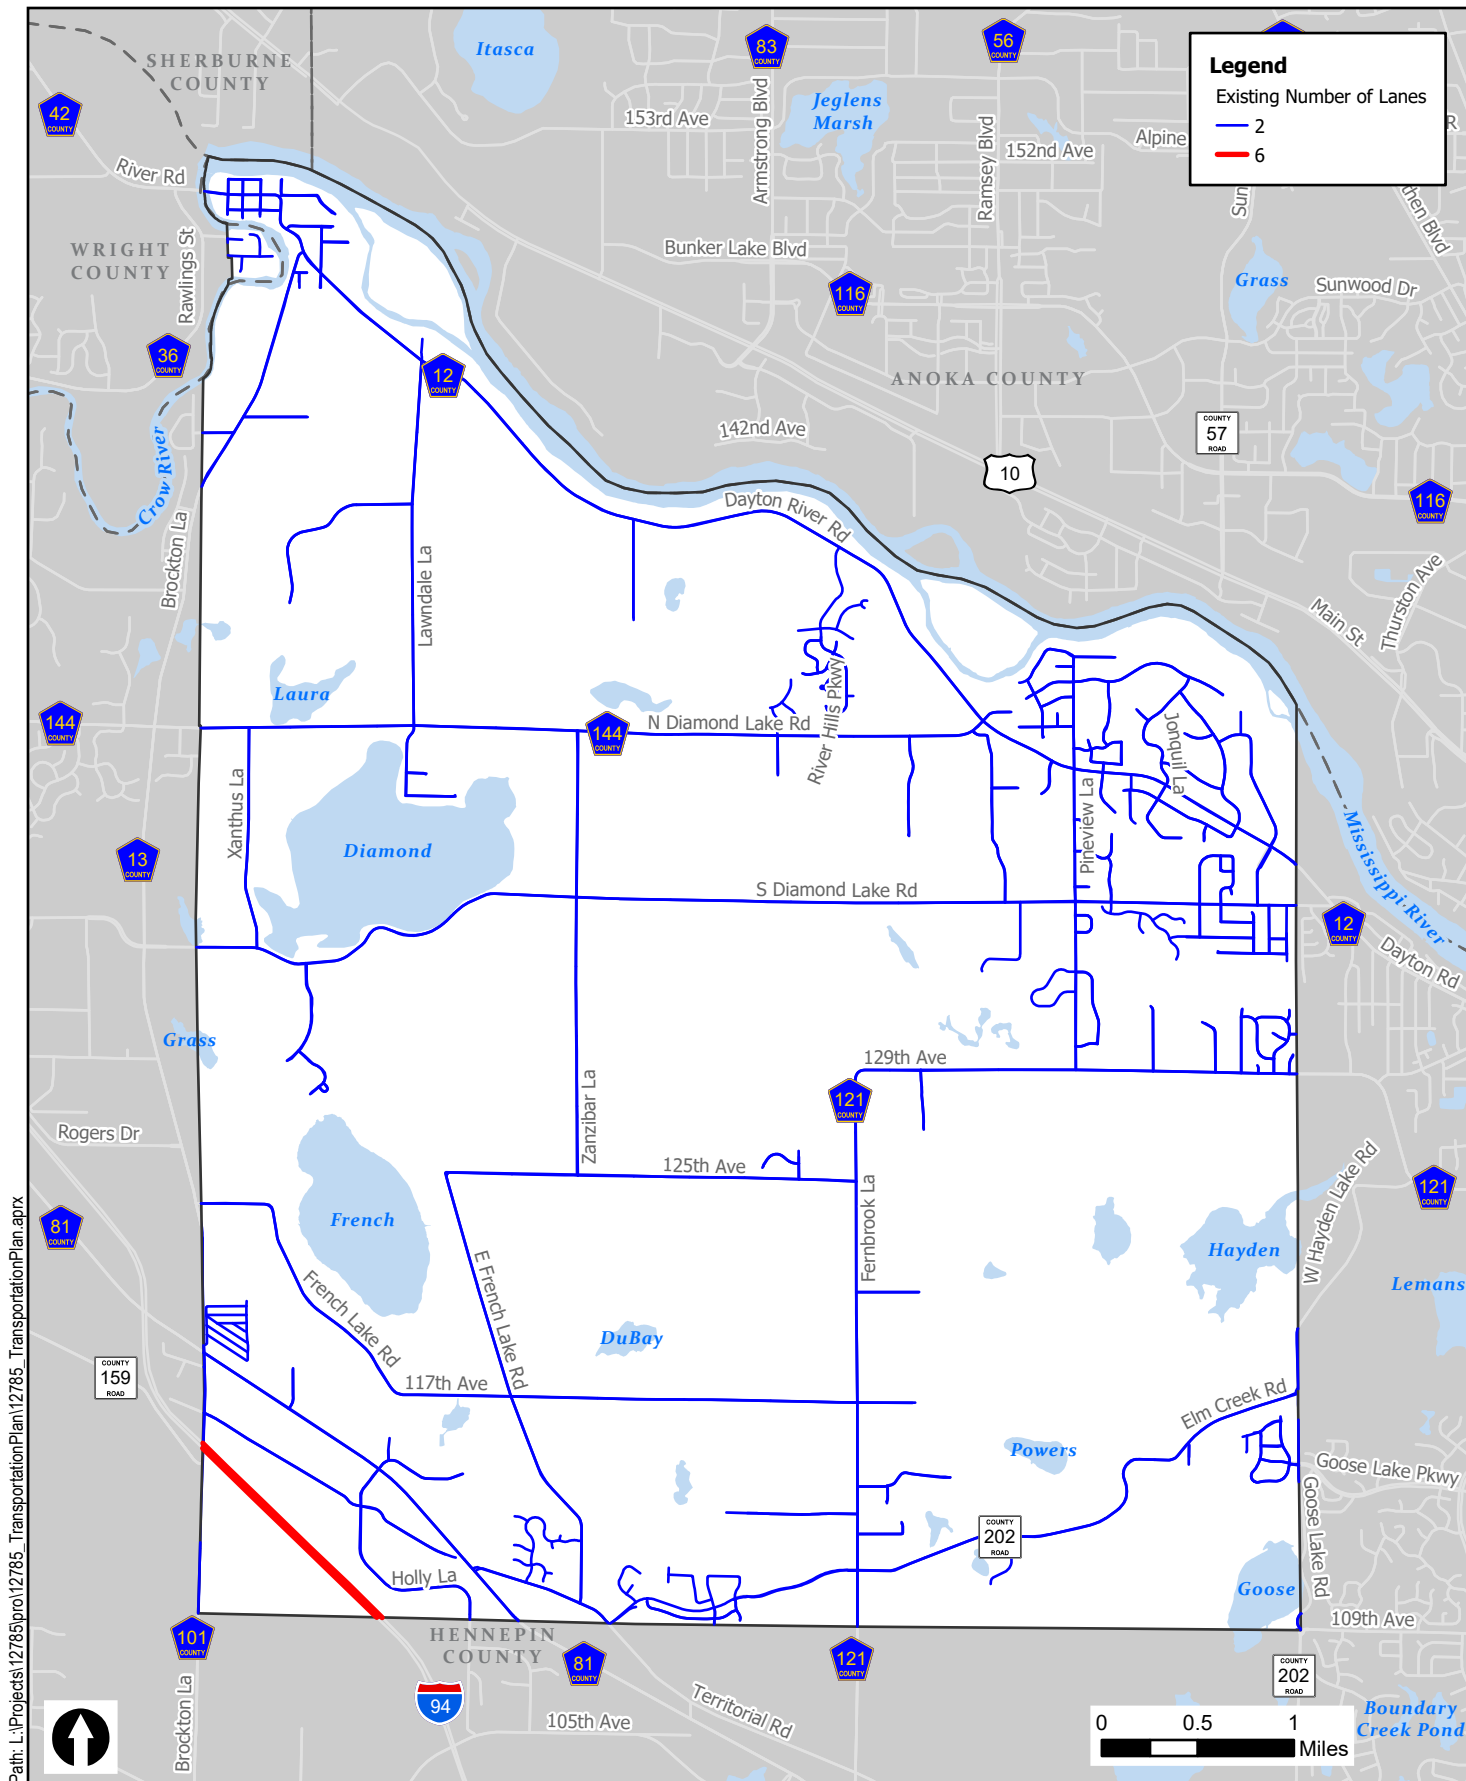 Itasca
83
COUNTY
56
COUNTY
SHERBURNE
COUNTY
Legend
Existing Number of Lanes
2
6
42
COUNTY
153rd Ave
Armstrong Blvd
Jeglens
Marsh
Ramsey Blvd
152nd Ave
Alpine
R
River Rd
Sun
then Blvd
WRIGHT
COUNTY
Rawlings St
Bunker Lake Blvd
116
COUNTY
Grass
Sunwood Dr
36
COUNTY
12
COUNTY
ANOKA COUNTY
142nd Ave
COUNTY
57
ROAD
10
116
COUNTY
Crow River
Brockton La
Lawndale La
Dayton River Rd
Main St
Thurston Ave
Laura
144
COUNTY
144
COUNTY
N Diamond Lake Rd
River Hills Pkwy
Jonquil La
Xanthus La
13
COUNTY
Diamond
Pineview La
Mississippi River
S Diamond Lake Rd
12
COUNTY
Dayton Rd
Grass
129th Ave
121
COUNTY
Zanzibar La
Rogers Dr
125th Ave
Fernbrook La
W Hayden Lake Rd
121
COUNTY
81
COUNTY
French
Hayden
Lemans
E French Lake Rd
French Lake Rd
DuBay
COUNTY
159
ROAD
117th Ave
Elm Creek Rd
Powers
Goose Lake Pkwy
Goose Lake Rd
COUNTY
202
ROAD
Holly La
Goose
109th Ave
101
COUNTY
HENNEPIN
COUNTY
81
COUNTY
121
COUNTY
COUNTY
202
ROAD
94
Brockton La
105th Ave
Territorial Rd
0 0.5 1
Miles
Boundary
Creek Pond
Path: L:\Projects\12785\pro\12785_TransportationPlan\12785_TransportationPlan.aprx